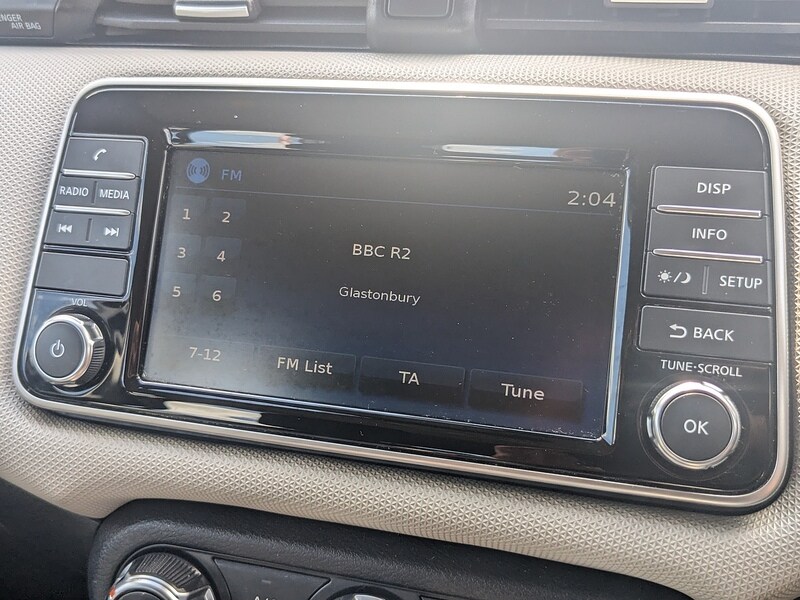 AIR BAG
FM
2:04
RADIO MEDIA
1 2
3 4
5 6
7-12
BBC R2
Glastonbury
FM List
TA
Tune
VOL
DISP
INFO
SETUP
BACK
TUNE·SCROLL
OK